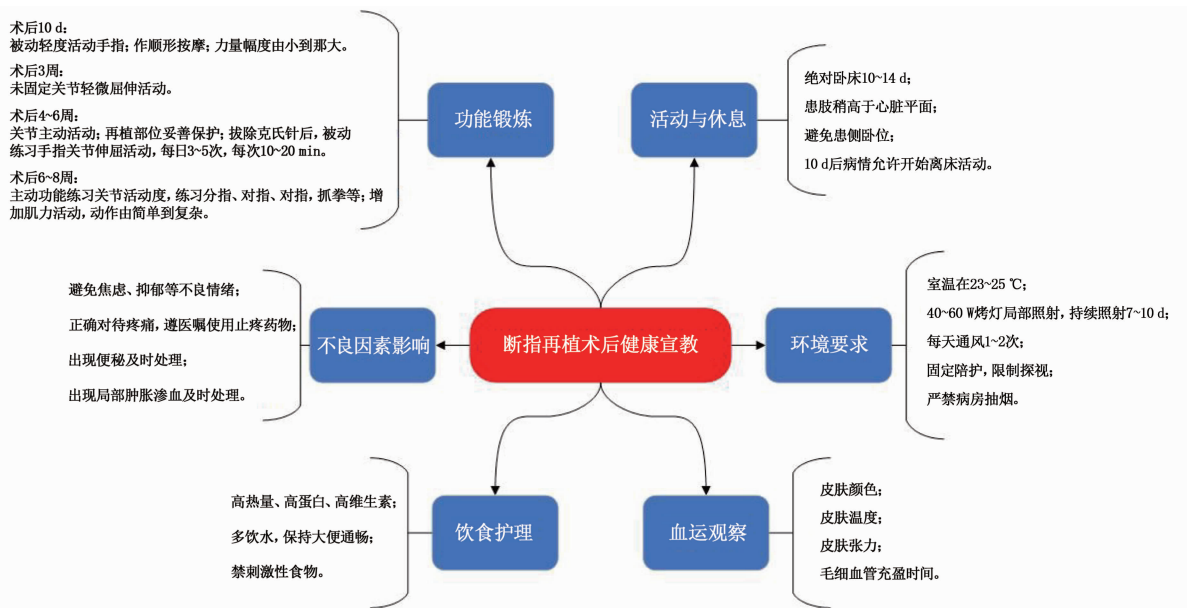 术后10 d：
被动轻度活动手指；作顺形按摩；力量幅度由小到那大。
术后3周：
未固定关节轻微屈伸活动。
术后4~6周：
关节主动活动；再植部位妥善保护；拔除克氏针后，被动
练习手指关节伸屈活动，每日3~5次，每次10~20 min。
术后6~8周：
主动功能练习关节活动度，练习分指、对指、对指，抓拳等；增
加肌力活动，动作由简单到复杂。
功能锻炼
活动与休息
绝对卧床10~14 d；
患肢稍高于心脏平面；
避免患侧卧位；
10 d后病情允许开始离床活动。
避免焦虑、抑郁等不良情绪；
正确对待疼痛，遵医嘱使用止疼药物；
出现便秘及时处理；
出现局部肿胀渗血及时处理。
不良因素影响
断指再植术后健康宣教
环境要求
室温在23~25 ℃；
40~60 W烤灯局部照射，持续照射7~10 d；
每天通风1~2次；
固定陪护，限制探视；
严禁病房抽烟。
高热量、高蛋白、高维生素；
多饮水，保持大便通畅；
禁刺激性食物。
饮食护理
血运观察
皮肤颜色；
皮肤温度；
皮肤张力；
毛细血管充盈时间。